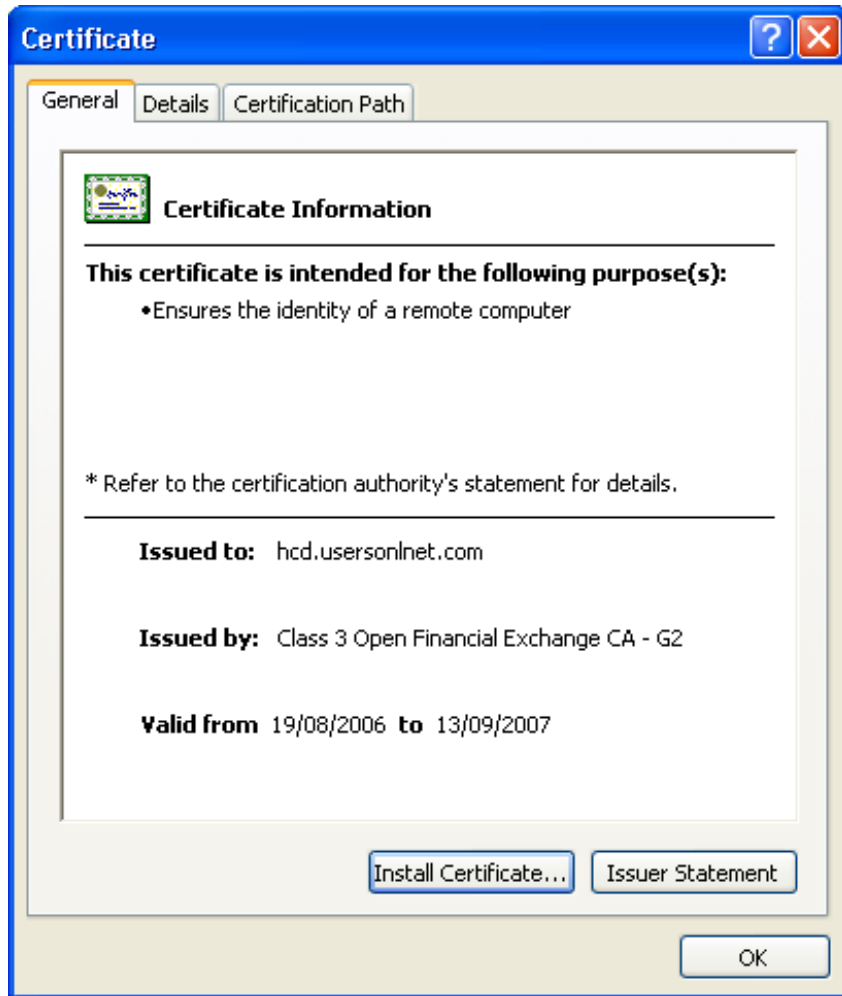 Certificate
General Details Certification Path
Certificate Information
This certificate is intended for the following purpose(s):
•Ensures the identity of a remote computer
* Refer to the certification authority's statement for details.
Issued to: hcd.usersonlnet.com
Issued by: Class 3 Open Financial Exchange CA - G2
Valid from 19/08/2006 to 13/09/2007
Install Certificate... Issuer Statement
OK